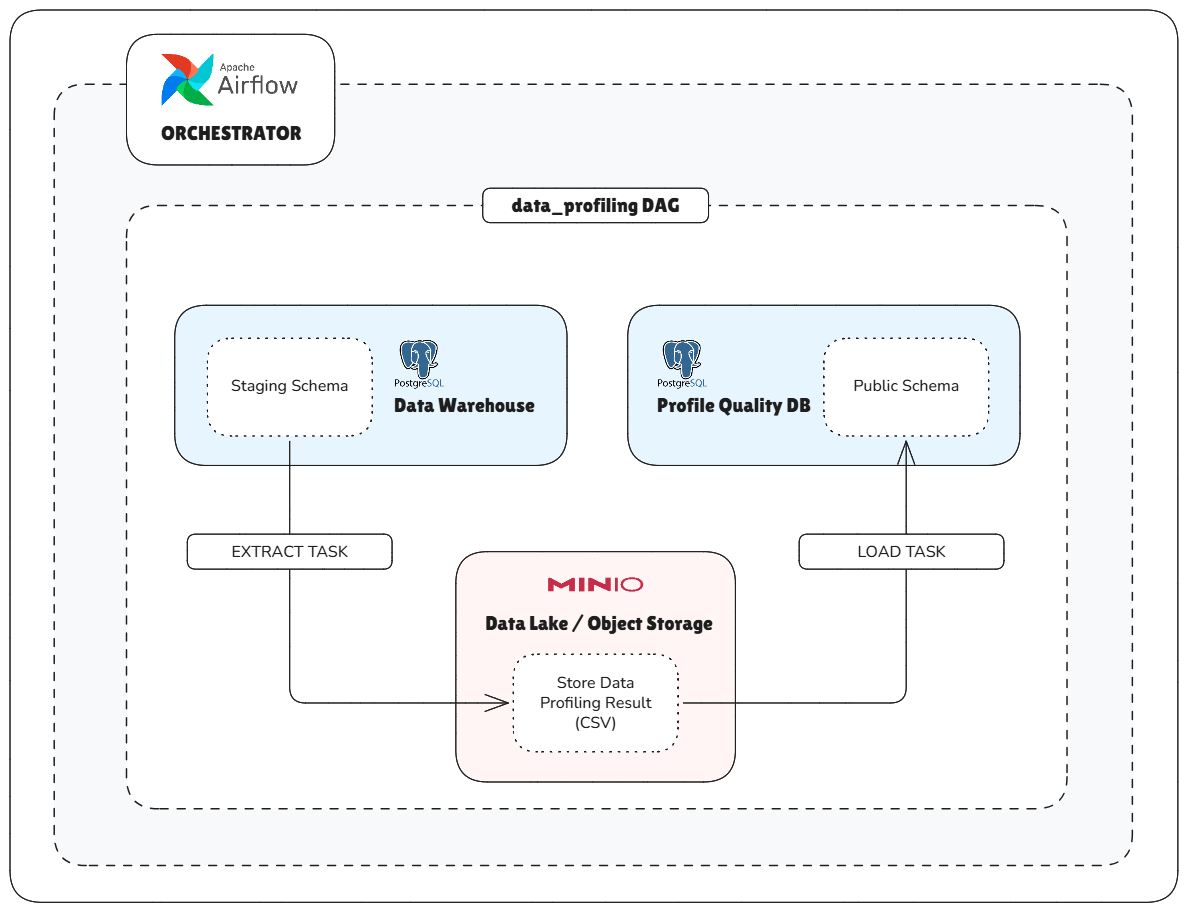 Apache
Airflow
ORCHESTRATOR
data_profiling DAG
Staging Schema
PostgreSQL
Data Warehouse
PostgreSQL
Profile Quality DB
Public Schema
EXTRACT TASK
LOAD TASK
MINIO
Data Lake / Object Storage
Store Data
Profiling Result
(CSV)